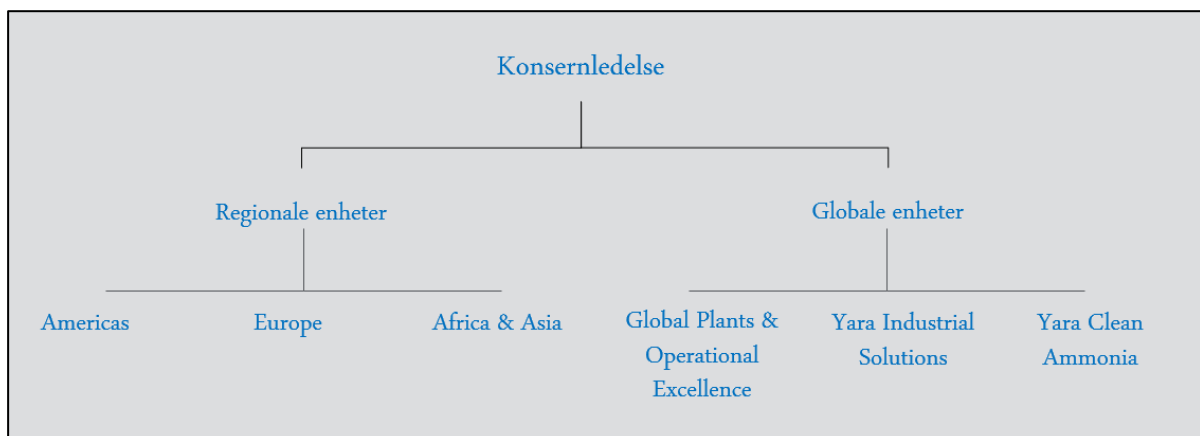 Konsernledelse
Regionale enheter
Globale enheter
Americas
Europe
Africa & Asia
Global Plants &
Operational
Excellence
Yara Industrial
Solutions
Yara Clean
Ammonia